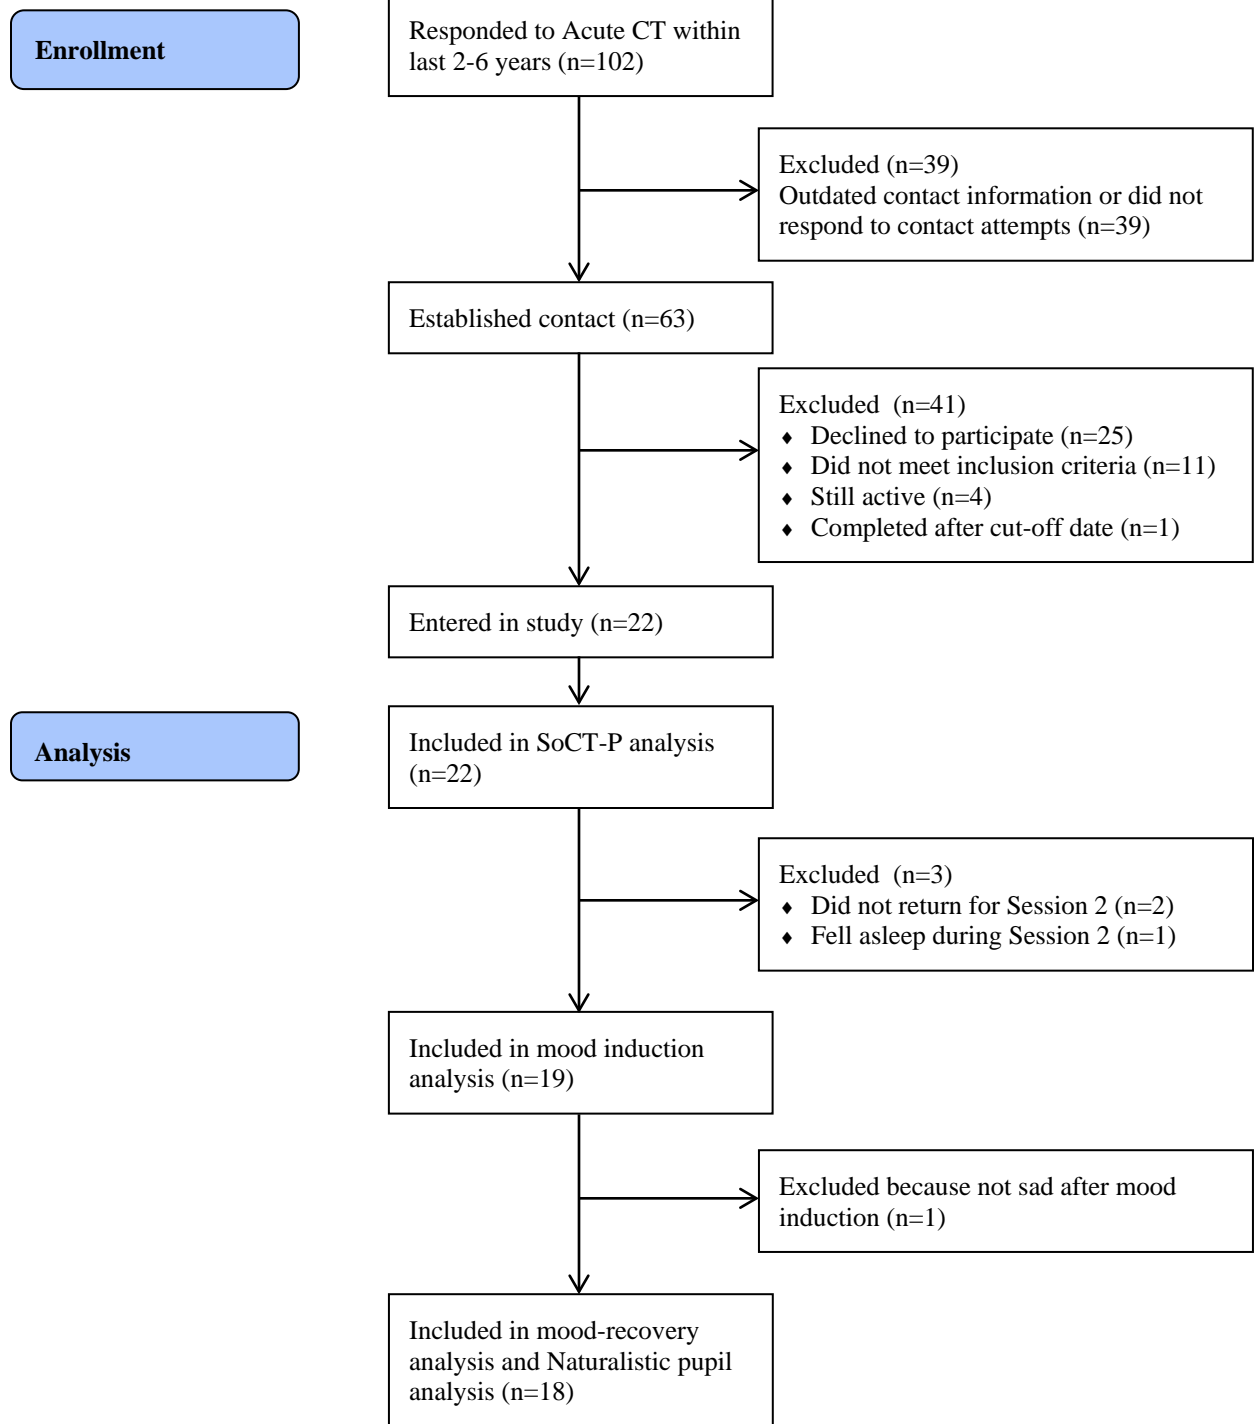 Enrollment
Responded to Acute CT within
last 2-6 years (n=102)
Excluded (n=39)
Outdated contact information or did not
respond to contact attempts (n=39)
Established contact (n=63)
Excluded (n=41)
♦ Declined to participate (n=25)
♦ Did not meet inclusion criteria (n=11)
♦ Still active (n=4)
♦ Completed after cut-off date (n=1)
Entered in study (n=22)
Analysis
Included in SoCT-P analysis
(n=22)
Excluded (n=3)
♦ Did not return for Session 2 (n=2)
♦ Fell asleep during Session 2 (n=1)
Included in mood induction
analysis (n=19)
Excluded because not sad after mood
induction (n=1)
Included in mood-recovery
analysis and Naturalistic pupil
analysis (n=18)